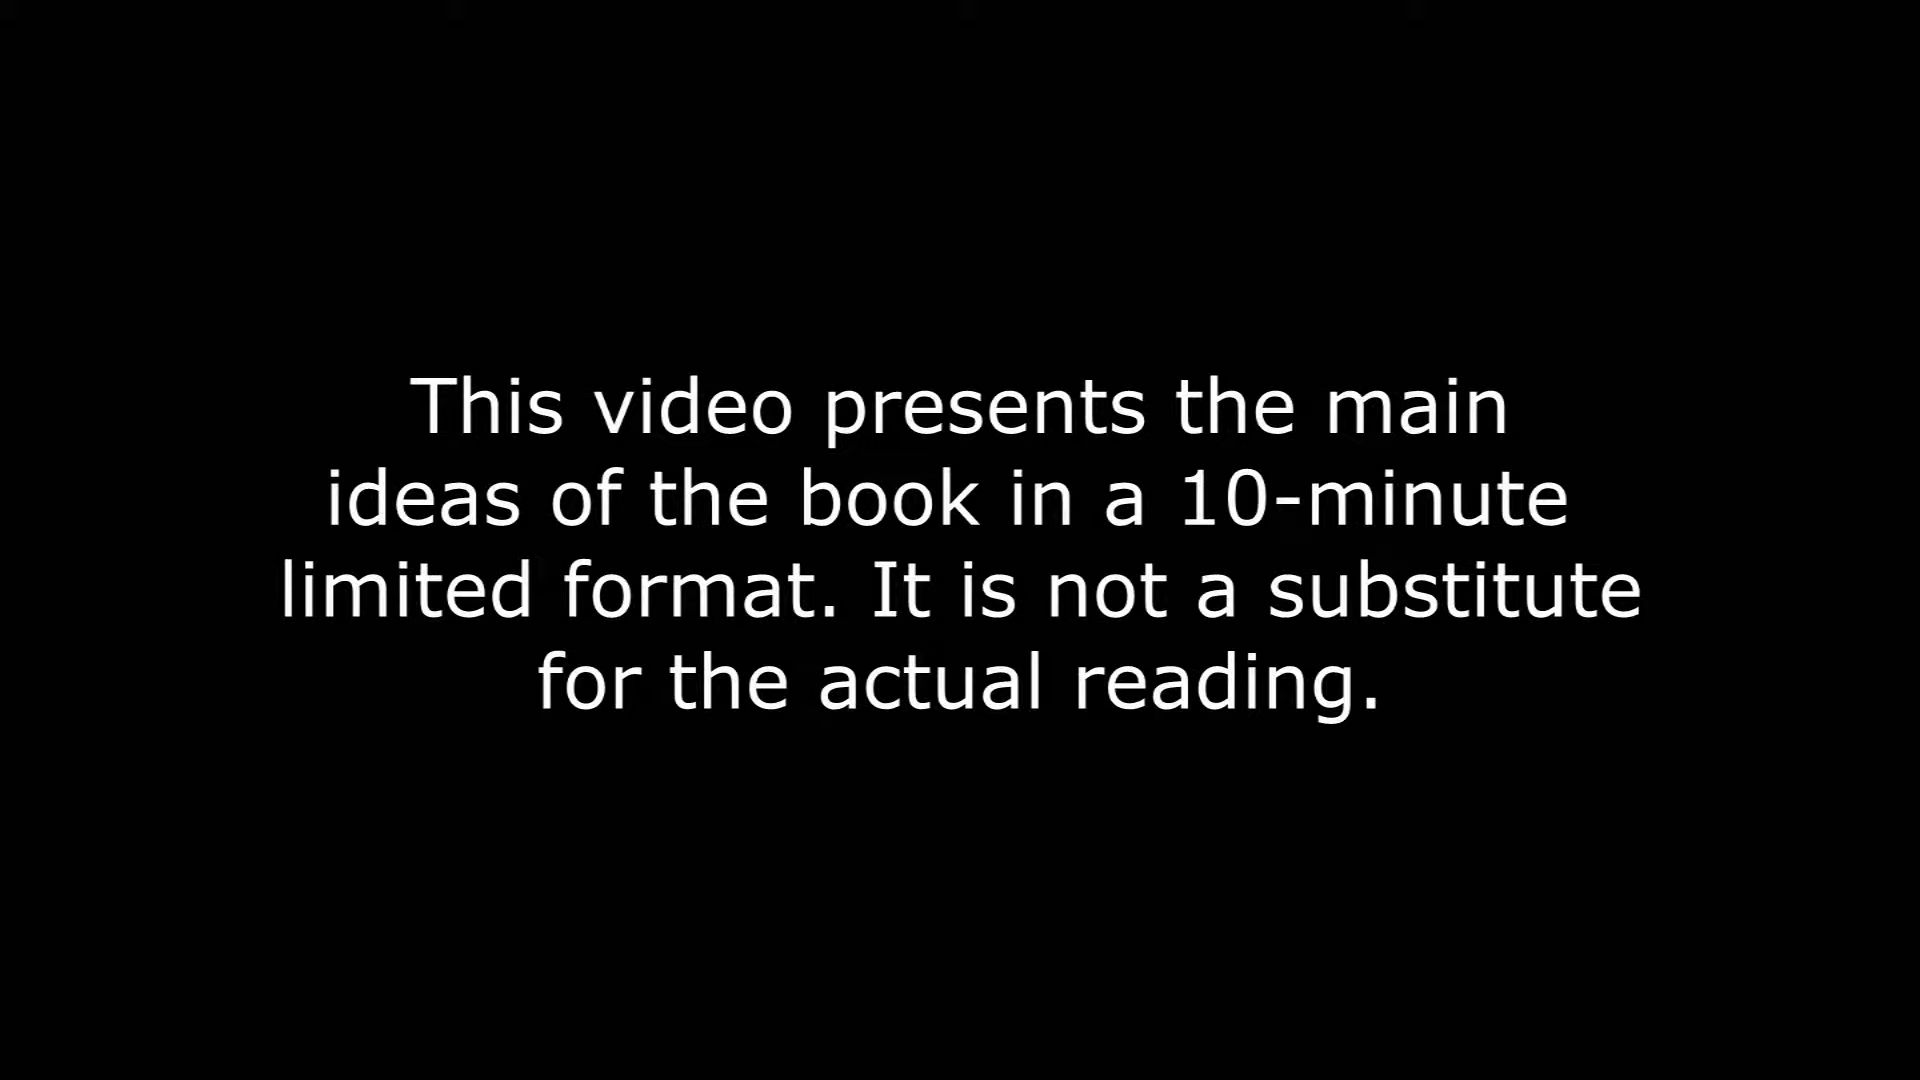 This video presents the main
ideas of the book in a 10-minute
limited format. It is not a substitute
for the actual reading.